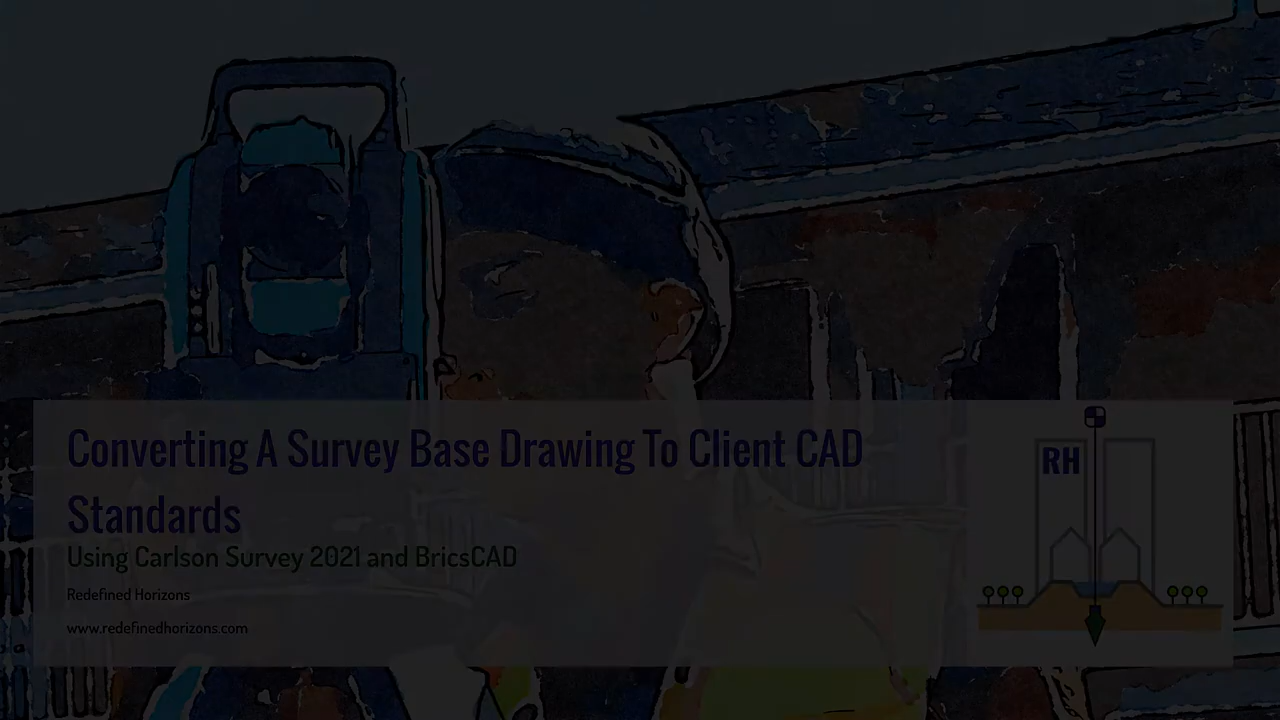 Converting A Survey Base Drawing To Client CAD
Standards
Using Carlson Survey 2021 and BricsCAD
Redefined Horizons
www.redefinedhorizons.com
RH